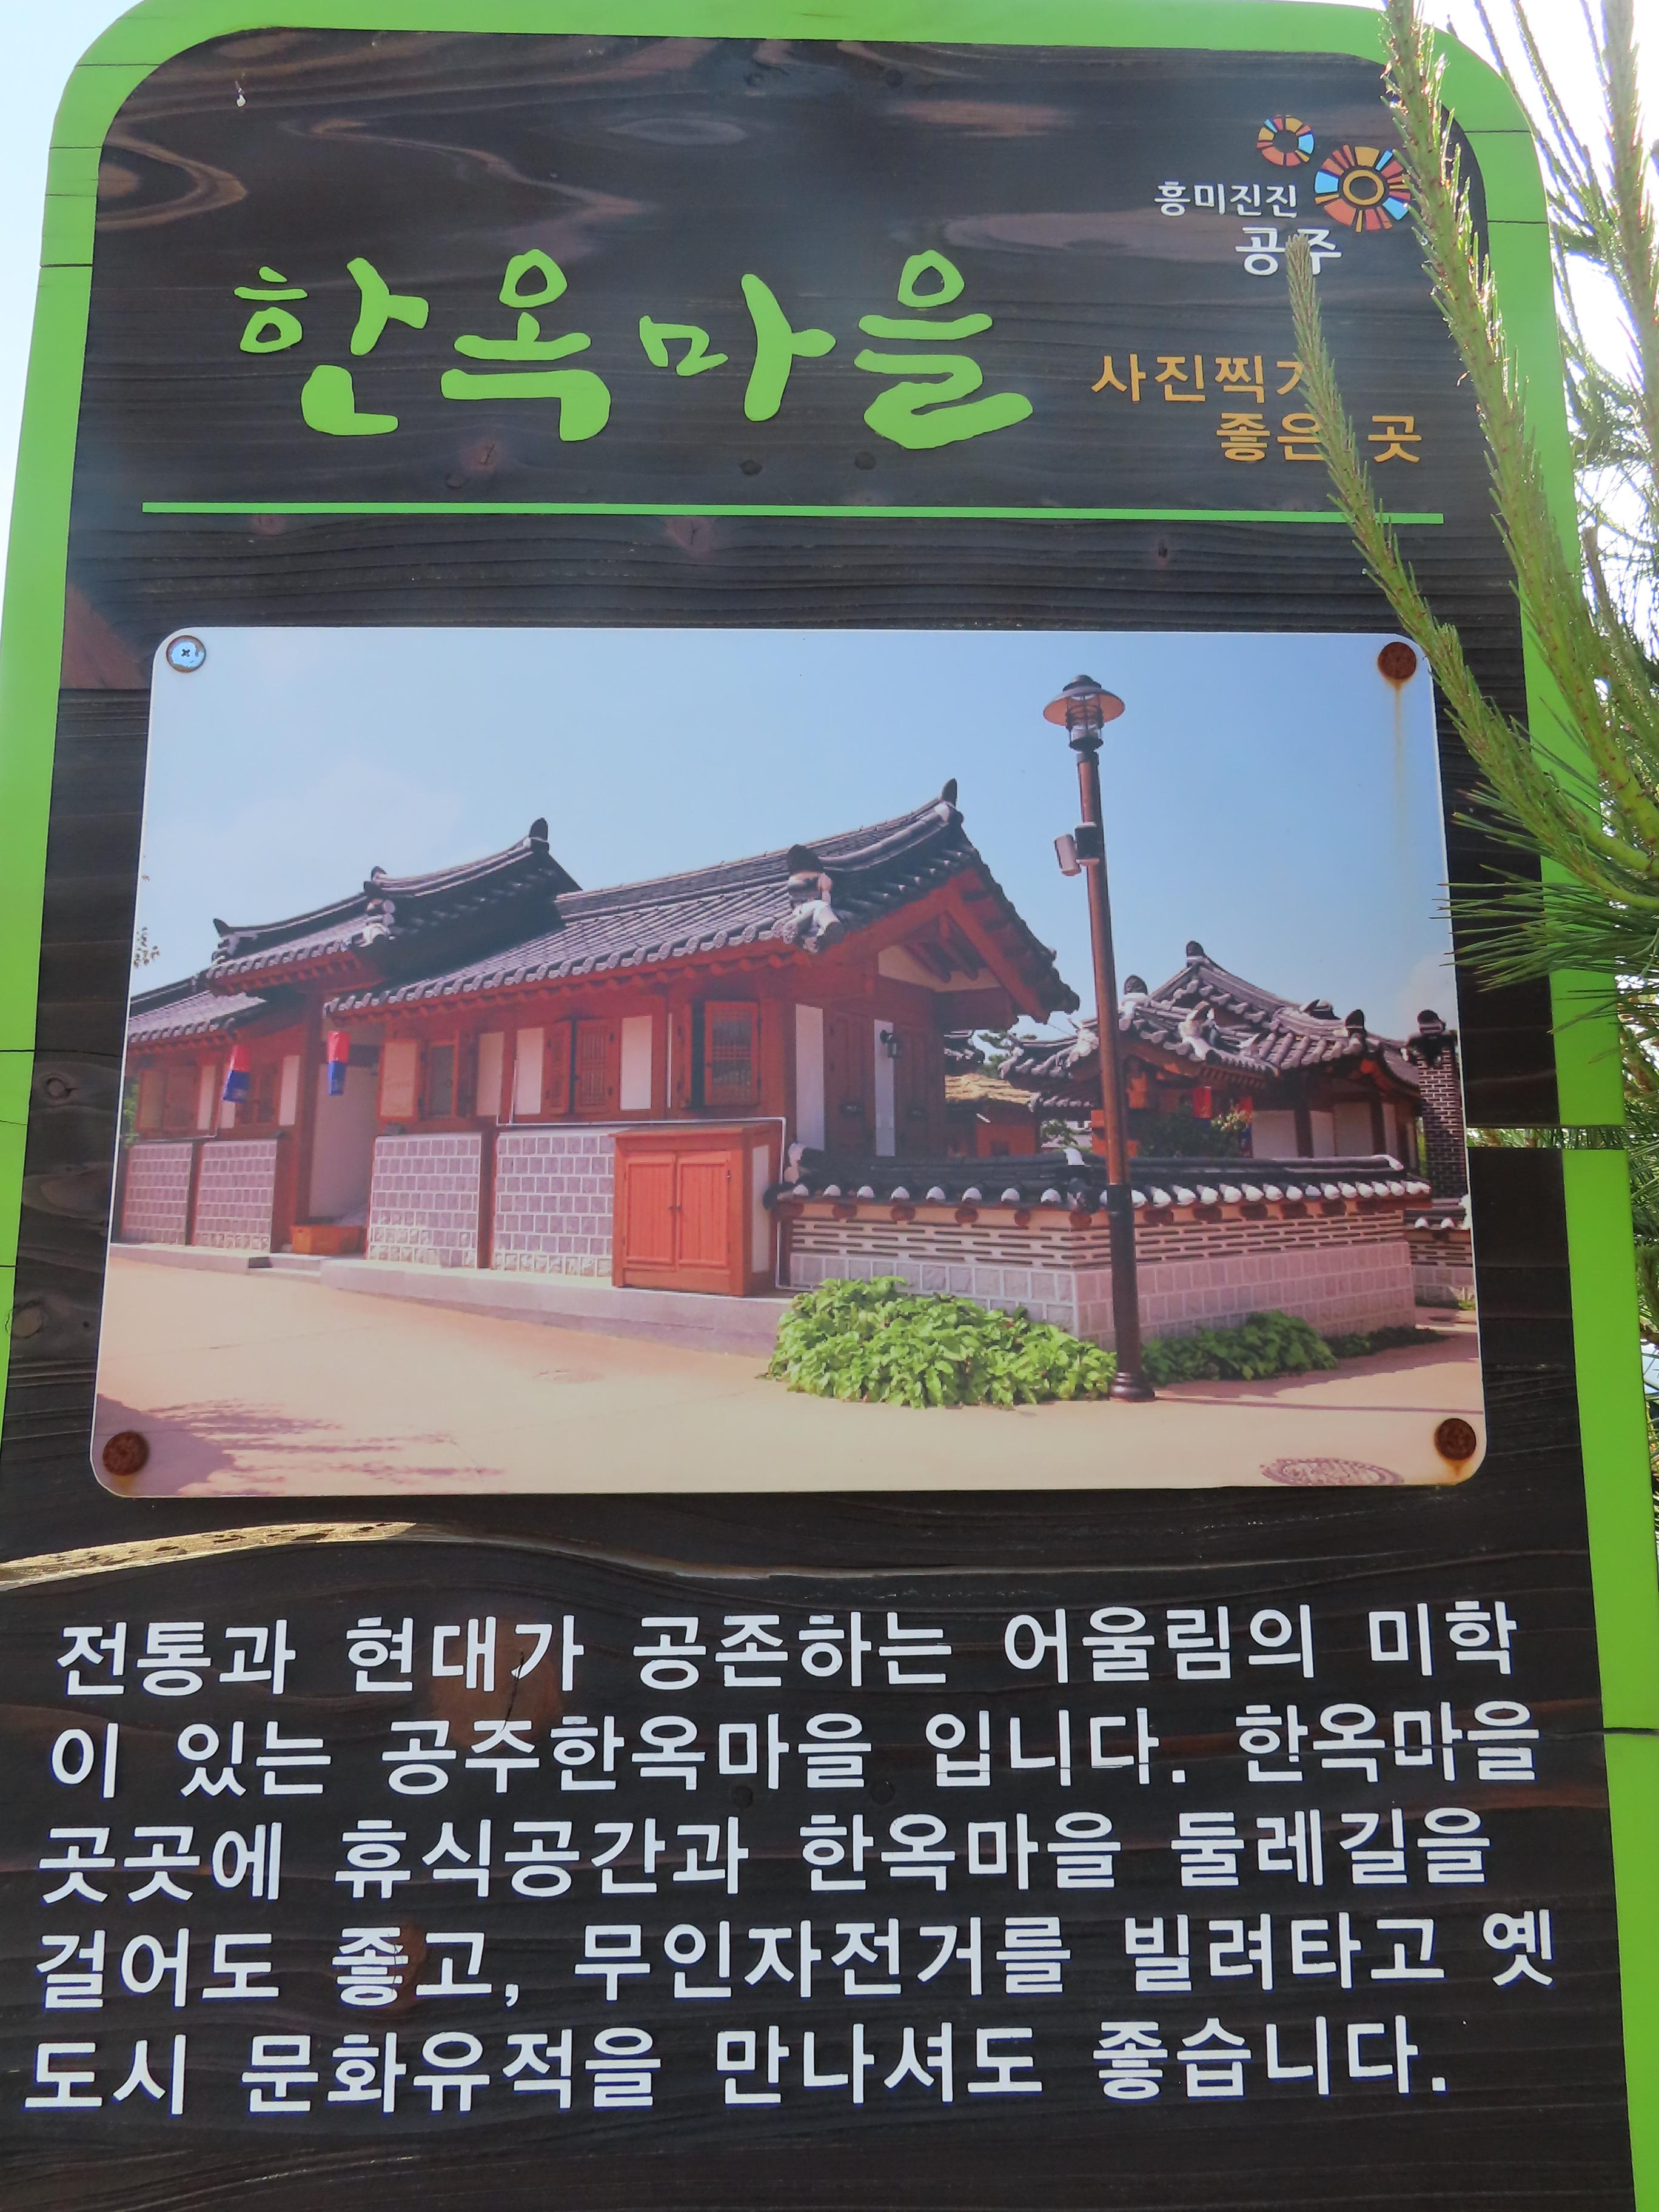 흥미진진
공주
한옥마을
사진찍기
좋은 곳
전통과 현대가 공존하는 어울림의 미학
이 있는 공주한옥마을 입니다. 한옥마을
곳곳에 휴식공간과 한옥마을 둘레길을
걸어도 좋고, 무인자전거를 빌려타고 옛
도시 문화유적을 만나셔도 좋습니다.